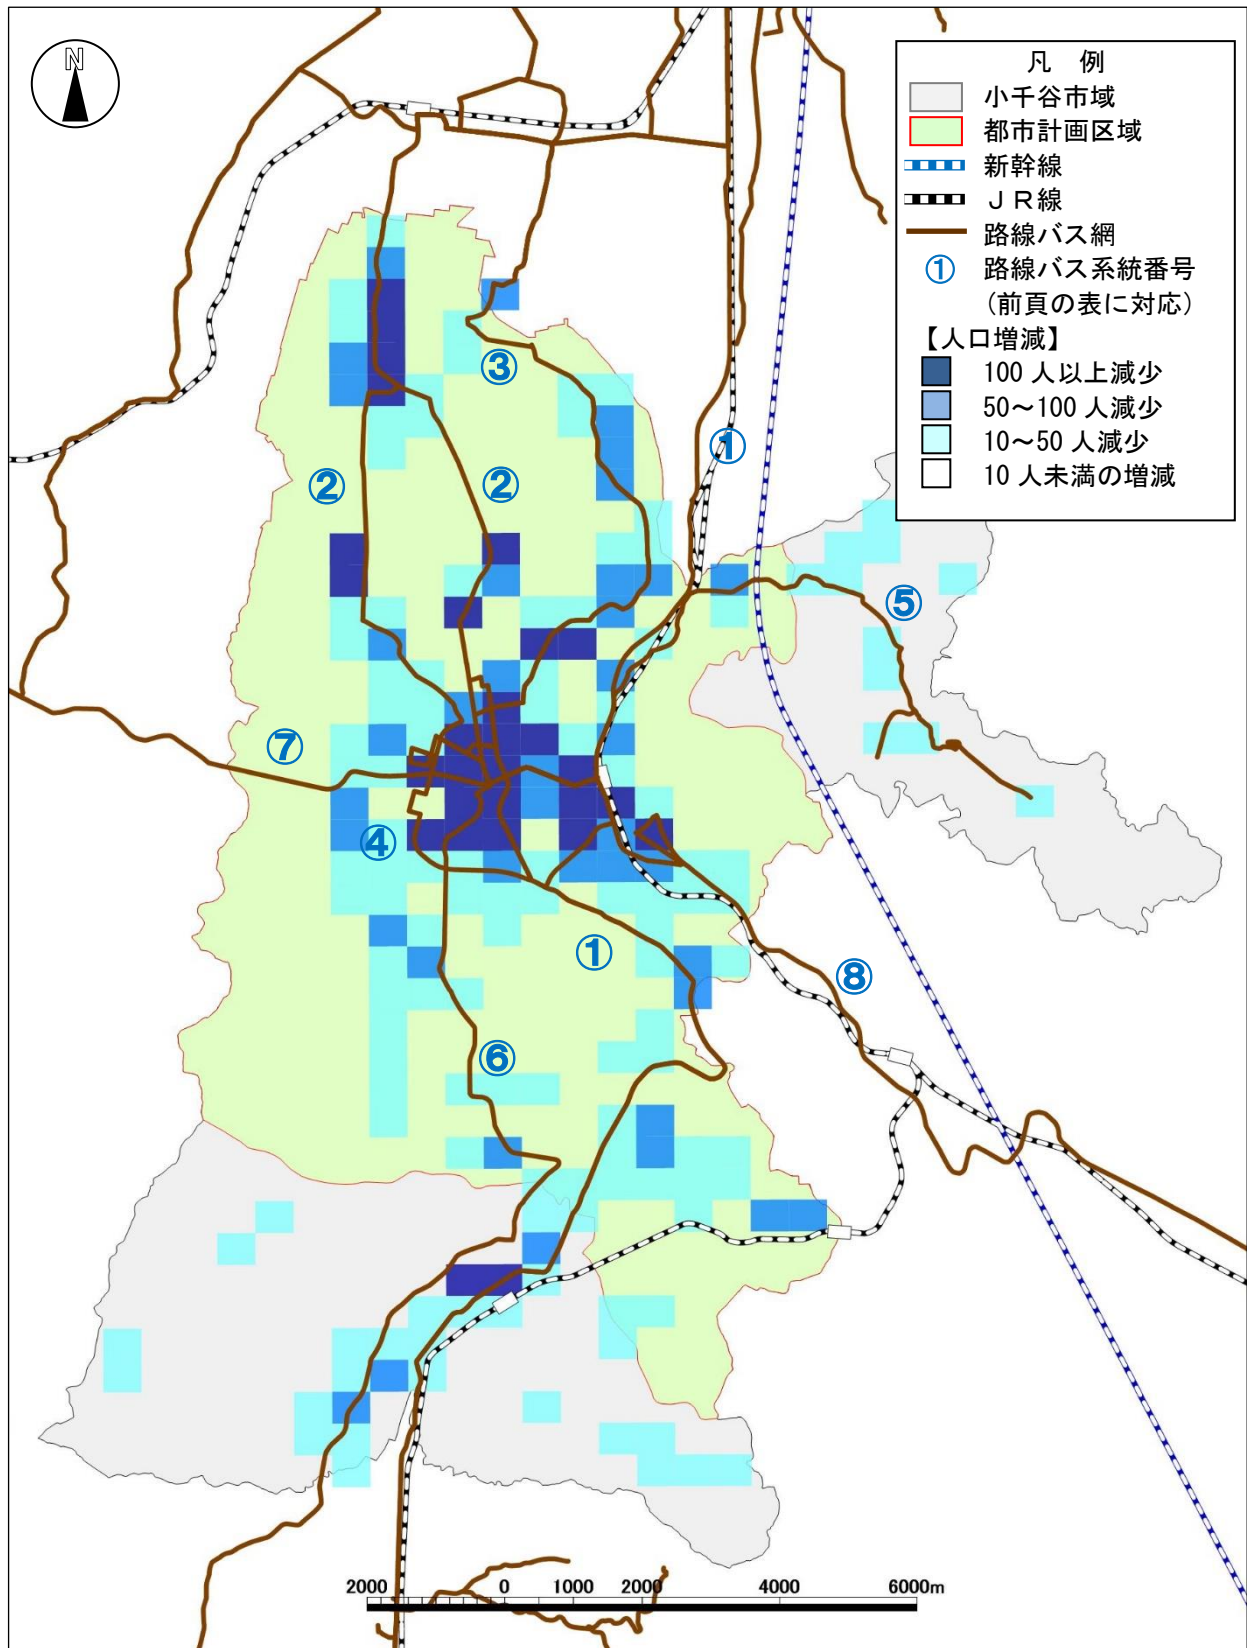 N
凡 例
小千谷市域
都市計画区域
新幹線
ＪＲ線
路線バス網
① 路線バス系統番号
(前頁の表に対応)
【人口増減】
100 人以上減少
50～100 人減少
10～50 人減少
10 人未満の増減
③
①
②
②
⑤
⑦
④
①
⑧
⑥
2000 0 1000 2000 4000 6000m